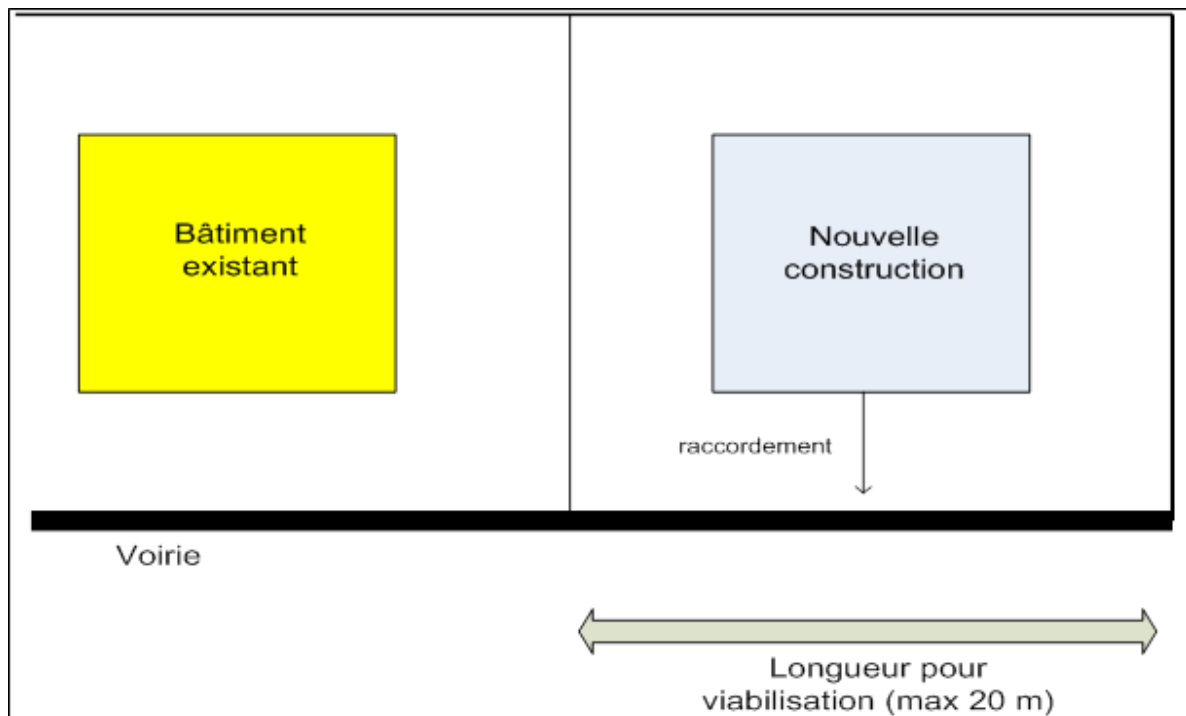 Bâtiment
existant
Nouvelle
construction
raccordement
Voirie
Longueur pour
viabilisation (max 20 m)